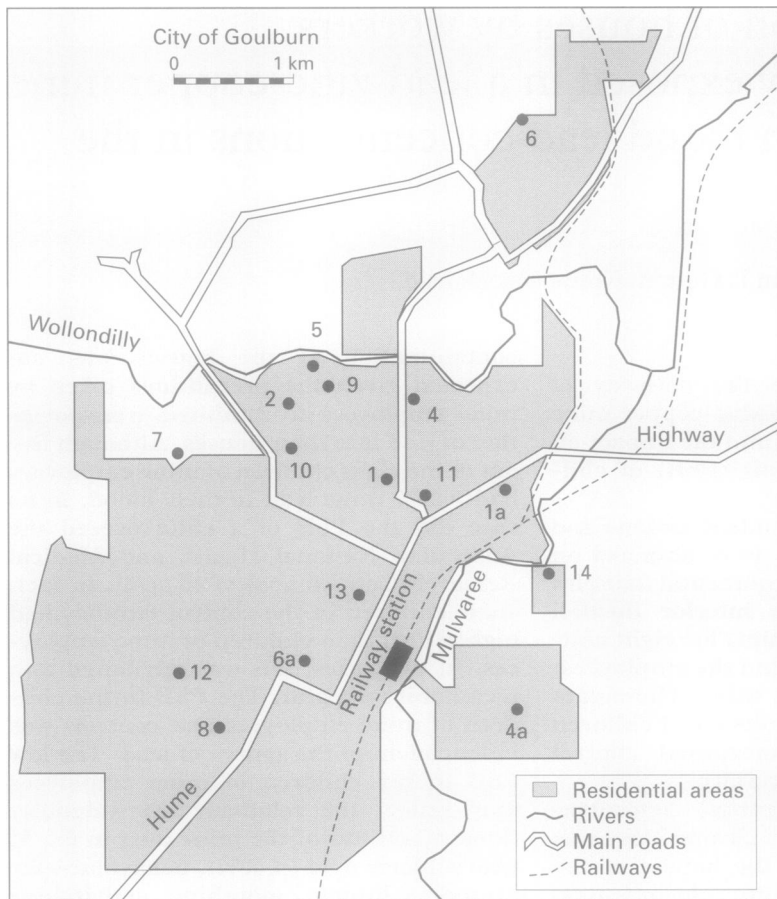 City of Goulburn
0 1 km
6
5
Wollondilly
9
2
4
7
Highway
10
1
11
1a
14
13
Railway station
Mulwaree
6a
12
4a
8
Hume
Residential areas
Rivers
Main roads
Railways